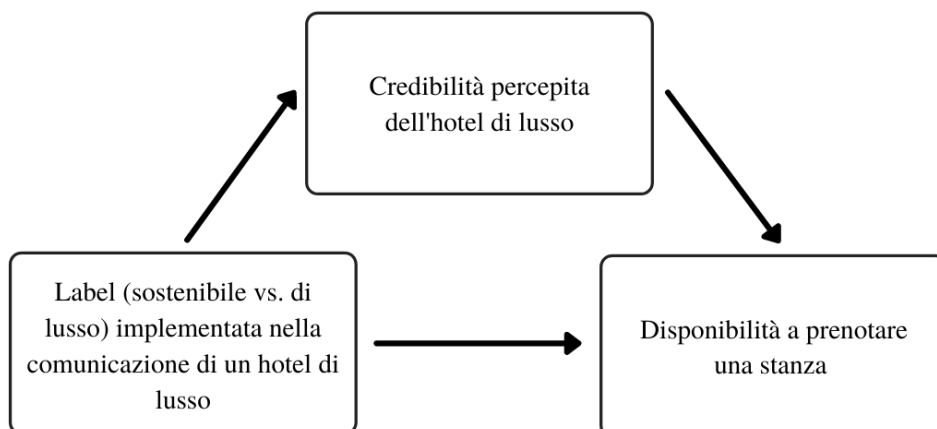 Credibilità percepita
dell'hotel di lusso
Label (sostenibile vs. di
lusso) implementata nella
comunicazione di un hotel di
lusso
Disponibilità a prenotare
una stanza